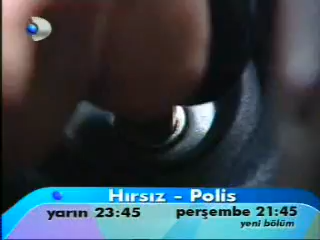 Hırsız - Polis
yarın 23:45 perşembe 21:45
yeni bölüm